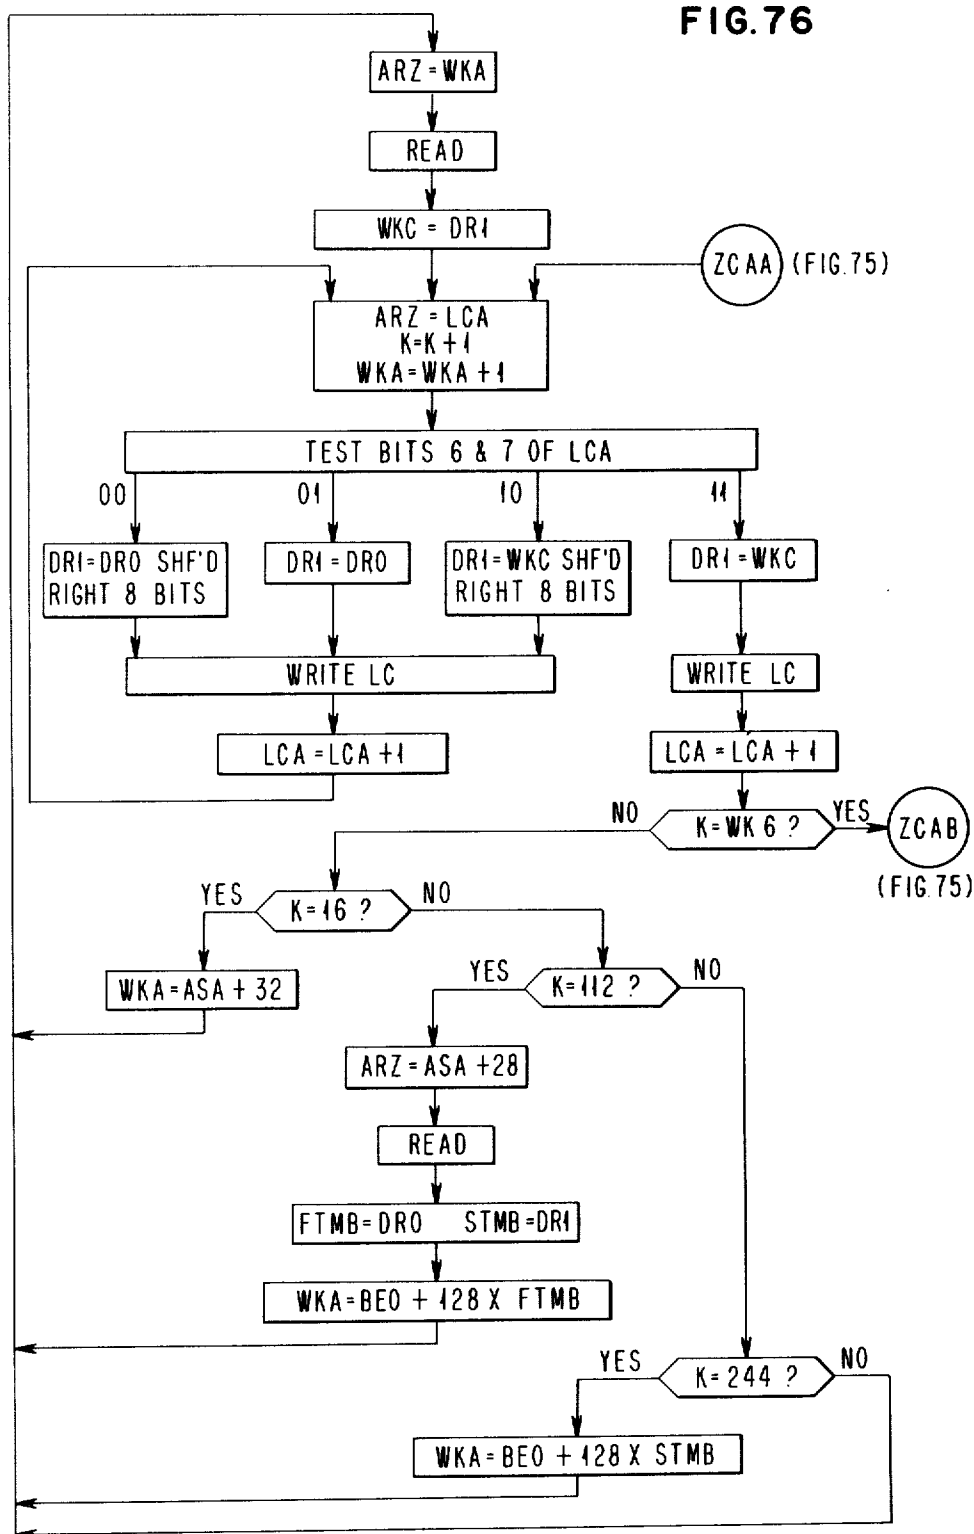 FIG.76
ARZ=WKA
READ
WKC = DR1
ZCAA (FIG.75)
ARZ=LCA
K=K+1
WKA=WKA+1
TEST BITS 6 & 7 OF LCA
00 01 10 11
DR1=DR0 SHF'D
RIGHT 8 BITS
DR1=DR0
DR1=WKC SHF'D
RIGHT 8 BITS
DR1=WKC
WRITE LC
WRITE LC
LCA=LCA+1
LCA=LCA+1
NO K=WK6 ? YES ZCAB
(FIG.75)
YES K=16 ? NO
WKA=ASA+32
YES K=112 ? NO
ARZ=ASA+28
READ
FTMB=DR0 STMB=DR1
WKA=BE0+128 X FTMB
YES K=244 ? NO
WKA=BE0+128 X STMB